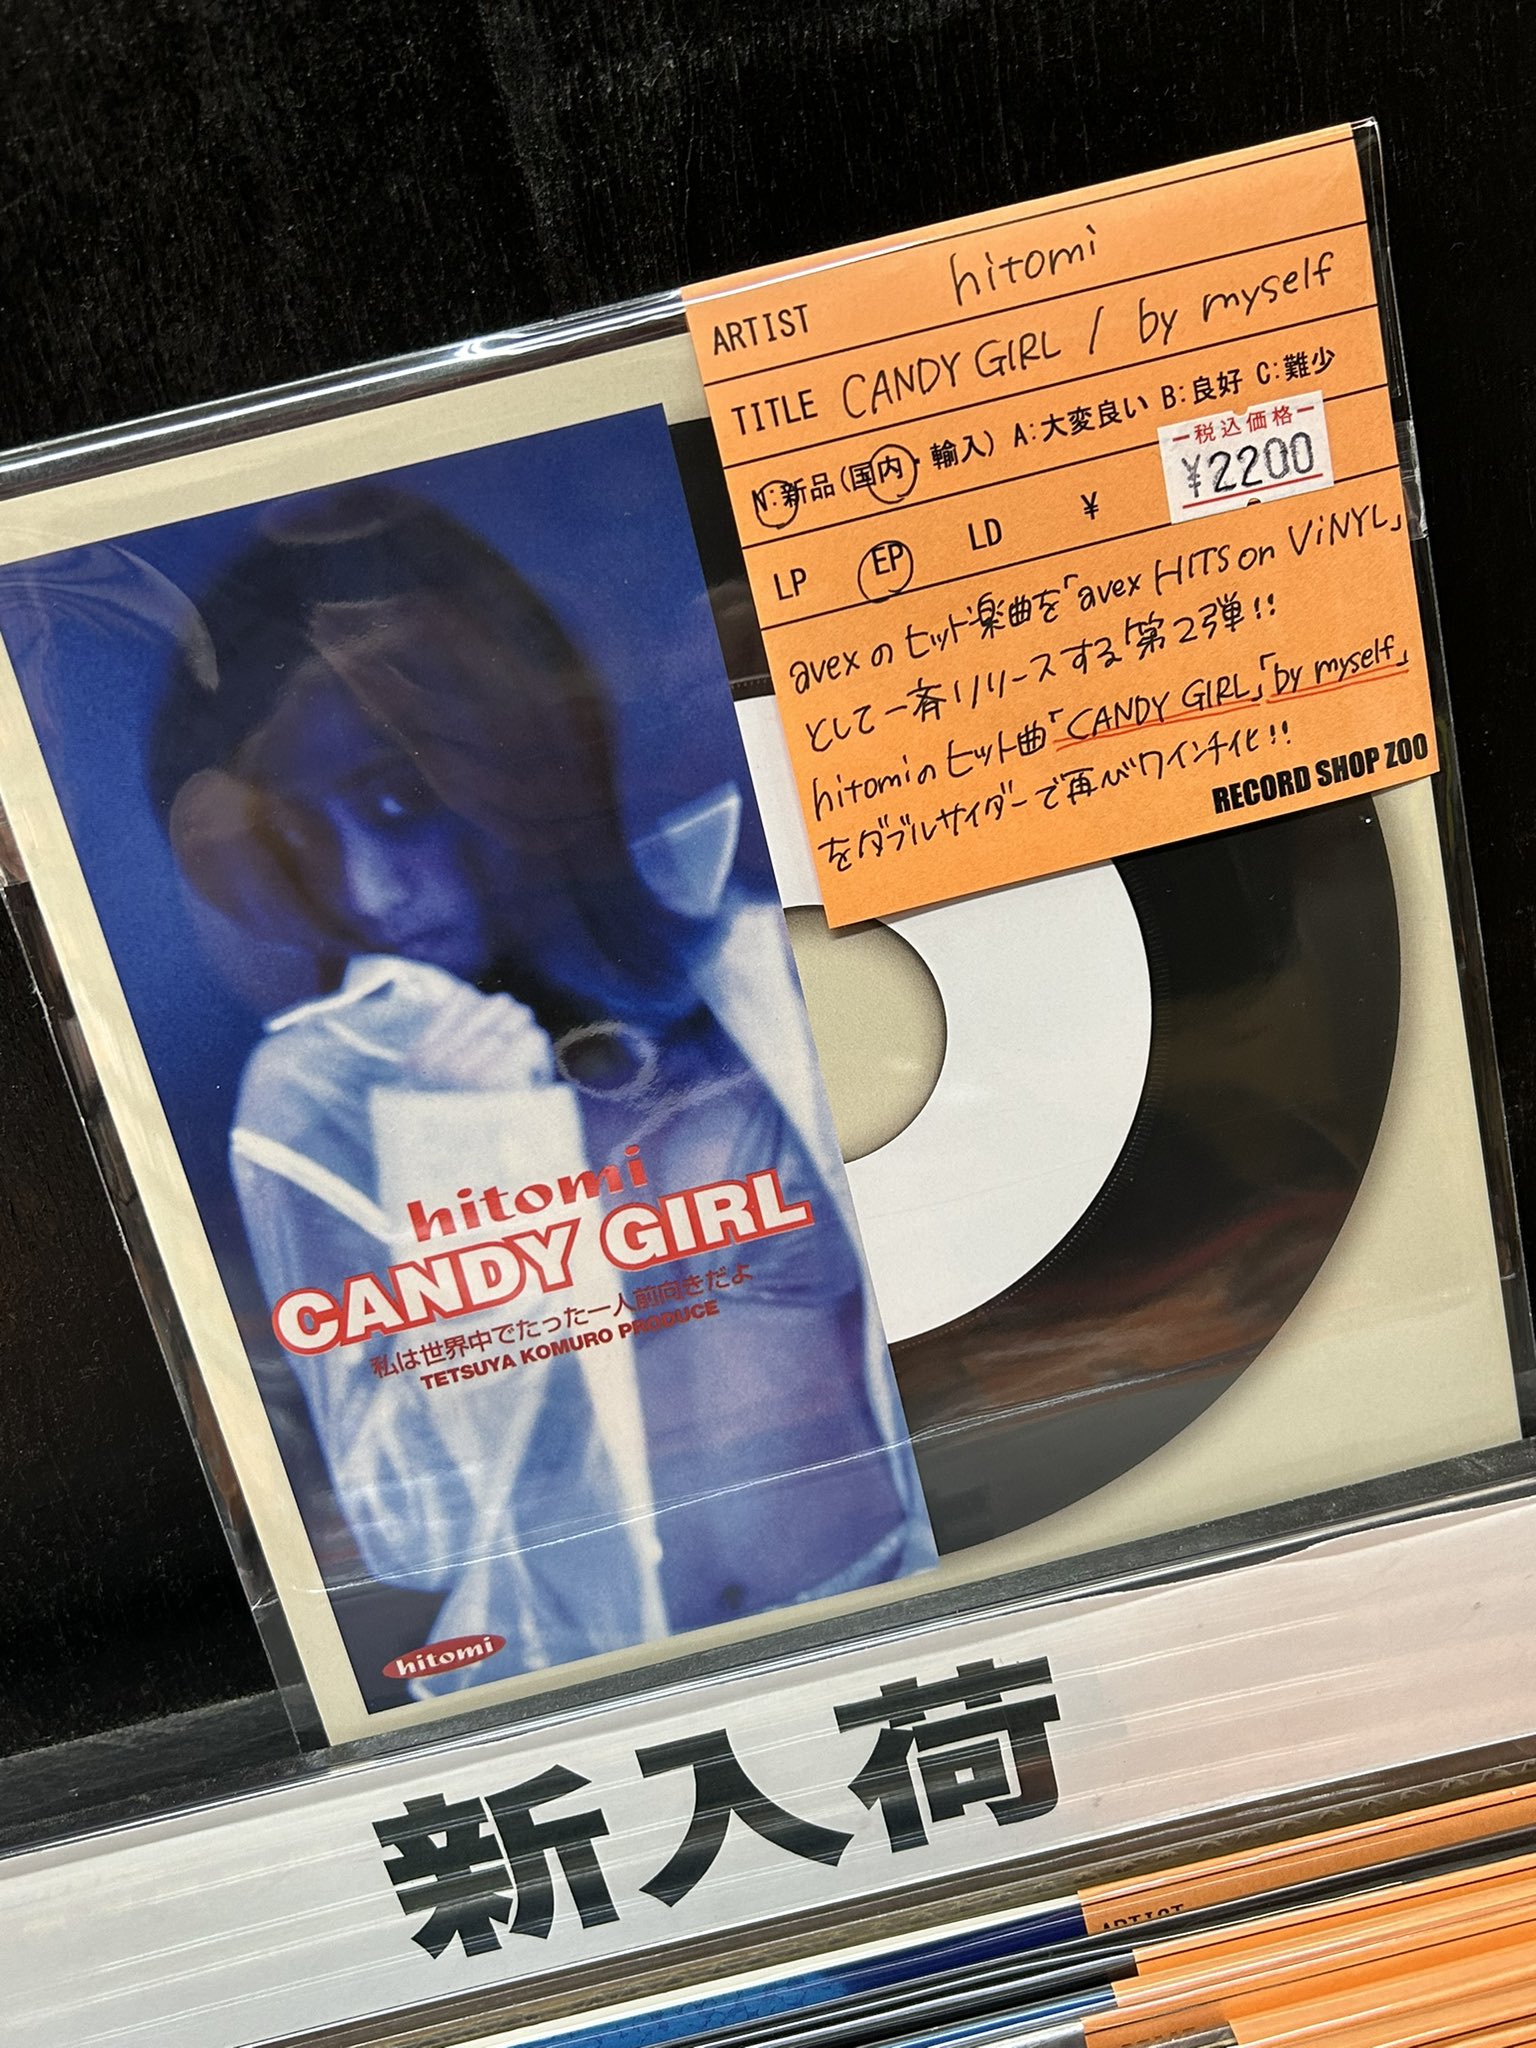 ARTIST hitomi
TITLE CANDY GIRL / by myself
N:新品(国内・輸入) A:大変良い B:良好 C:難少
税込価格
LP EP LD ¥ ¥2200
avexのヒット楽曲を「avex HITS on ViNYL」
として一斉リリースする第2弾!!
hitomiのヒット曲「CANDY GIRL」「by myself」
をダブルサイダーで再び7インチ化!!
RECORD SHOP ZOO
hitomi
CANDY GIRL
私は世界中でたった一人前向きだよ
TETSUYA KOMURO PRODUCE
hitomi
新入荷
ARTIST